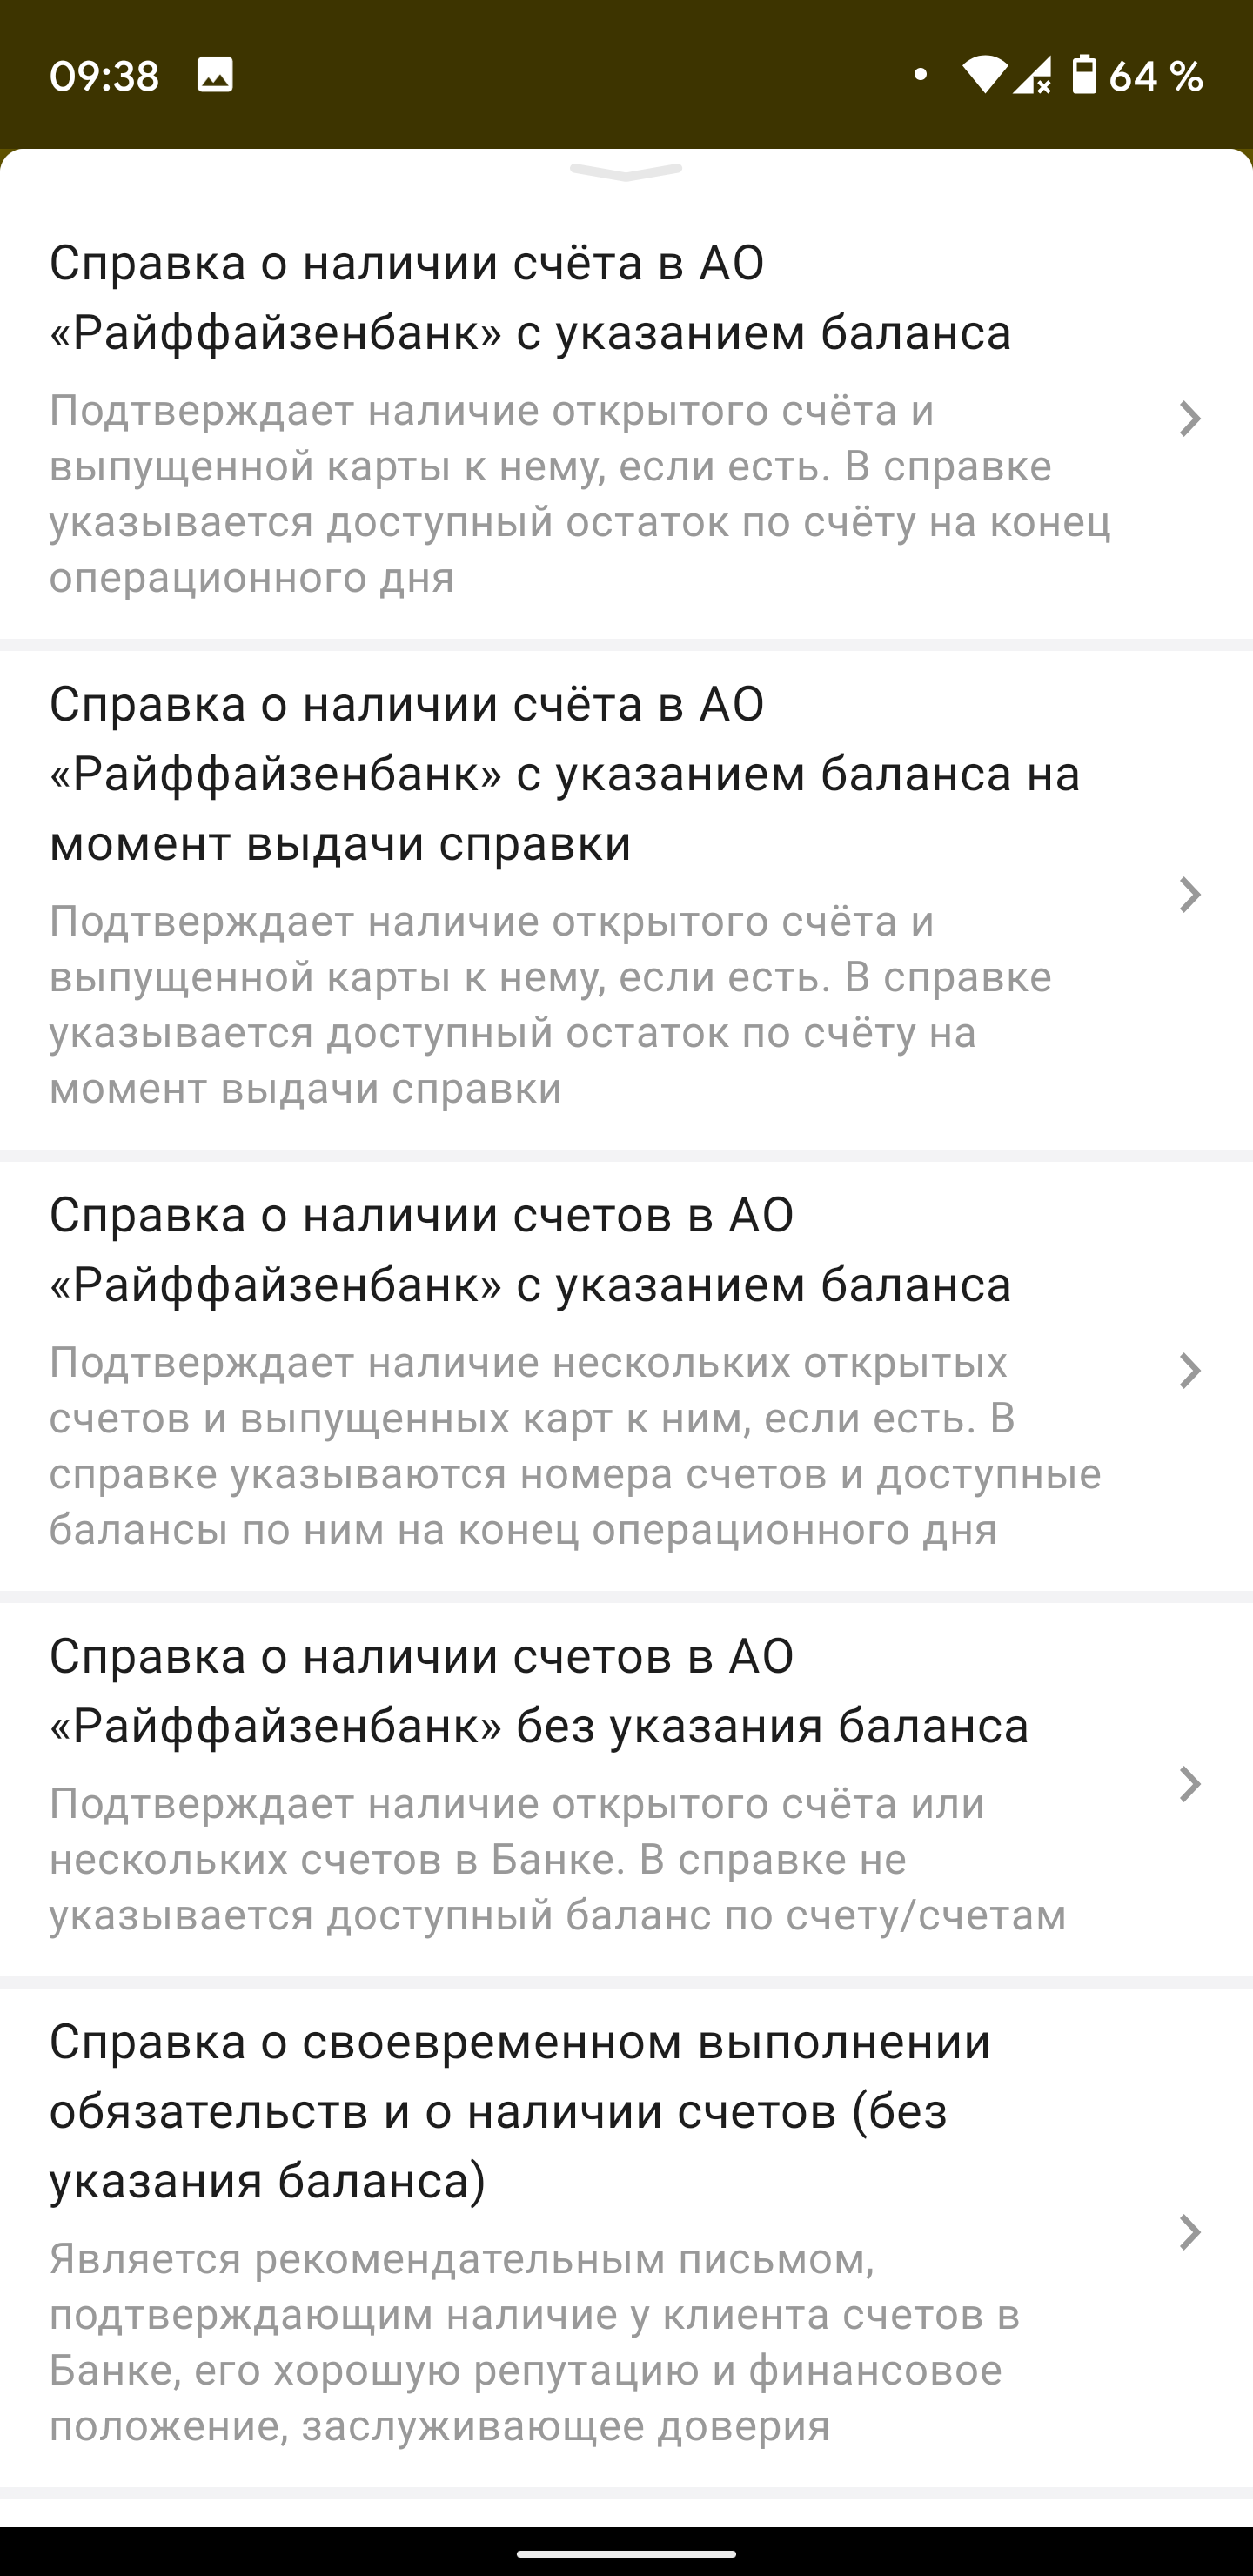 09:38
64 %
Справка о наличии счёта в АО
«Райффайзенбанк» с указанием баланса
Подтверждает наличие открытого счёта и
выпущенной карты к нему, если есть. В справке
указывается доступный остаток по счёту на конец
операционного дня
Справка о наличии счёта в АО
«Райффайзенбанк» с указанием баланса на
момент выдачи справки
Подтверждает наличие открытого счёта и
выпущенной карты к нему, если есть. В справке
указывается доступный остаток по счёту на
момент выдачи справки
Справка о наличии счетов в АО
«Райффайзенбанк» с указанием баланса
Подтверждает наличие нескольких открытых
счетов и выпущенных карт к ним, если есть. В
справке указываются номера счетов и доступные
балансы по ним на конец операционного дня
Справка о наличии счетов в АО
«Райффайзенбанк» без указания баланса
Подтверждает наличие открытого счёта или
нескольких счетов в Банке. В справке не
указывается доступный баланс по счету/счетам
Справка о своевременном выполнении
обязательств и о наличии счетов (без
указания баланса)
Является рекомендательным письмом,
подтверждающим наличие у клиента счетов в
Банке, его хорошую репутацию и финансовое
положение, заслуживающее доверия